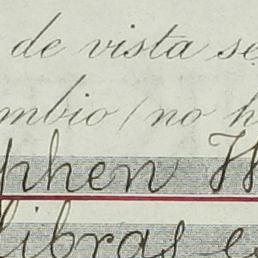 de vista se
mbio (no h
phen W
libras e